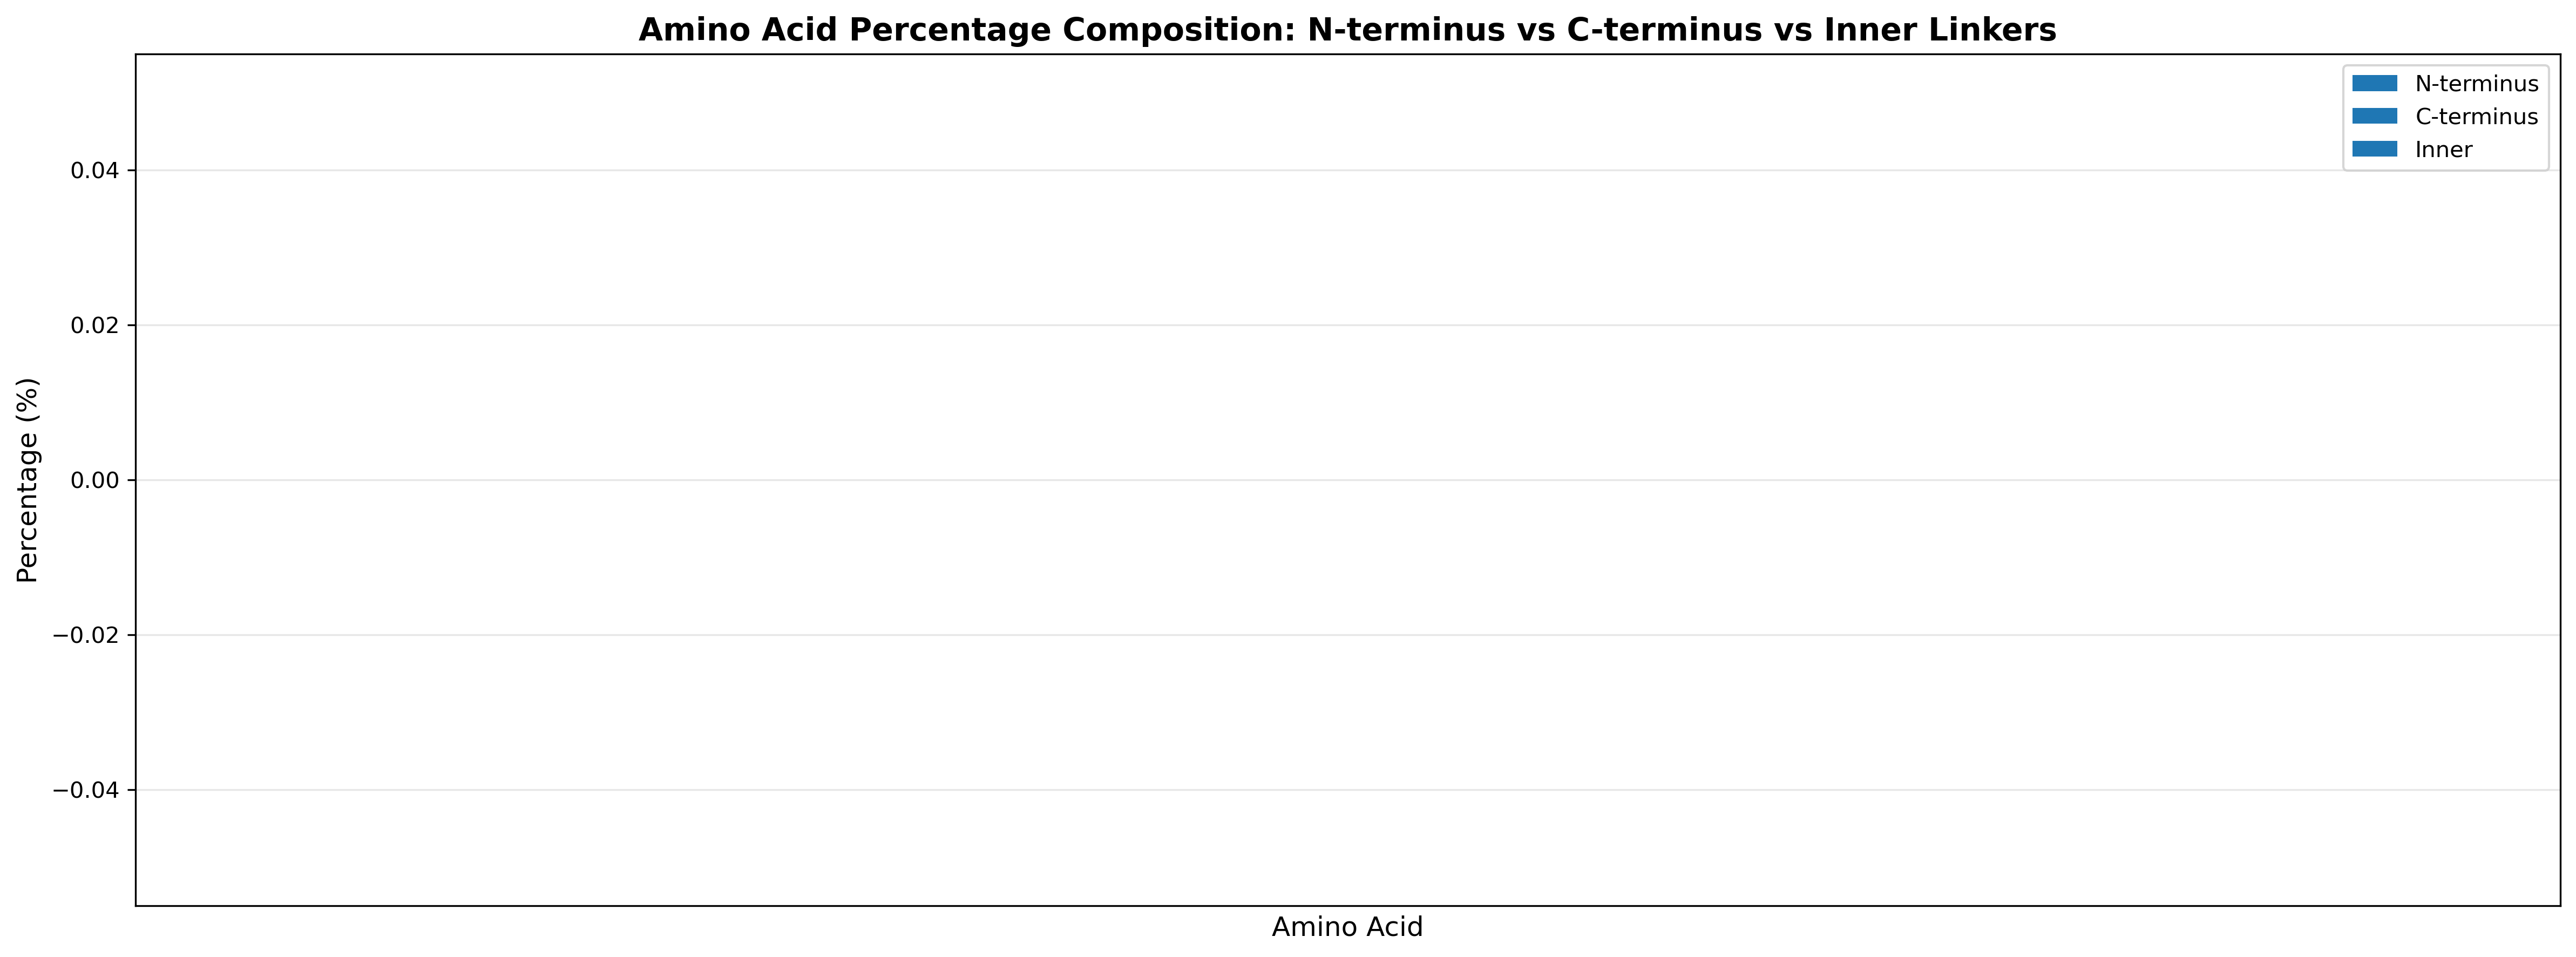 Amino Acid Percentage Composition: N-terminus vs C-terminus vs Inner Linkers
N-terminus
C-terminus
Inner
Percentage (%)
0.04
0.02
0.00
−0.02
−0.04
Amino Acid